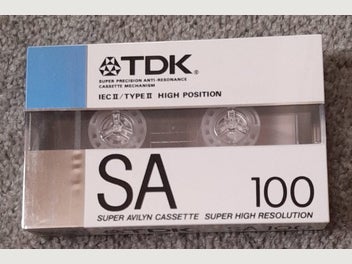 TDK
SUPER PRECISION ANTI-RESONANCE
CASSETTE MECHANISM
IEC II / TYPE II HIGH POSITION
SA 100
SUPER AVILYN CASSETTE SUPER HIGH RESOLUTION